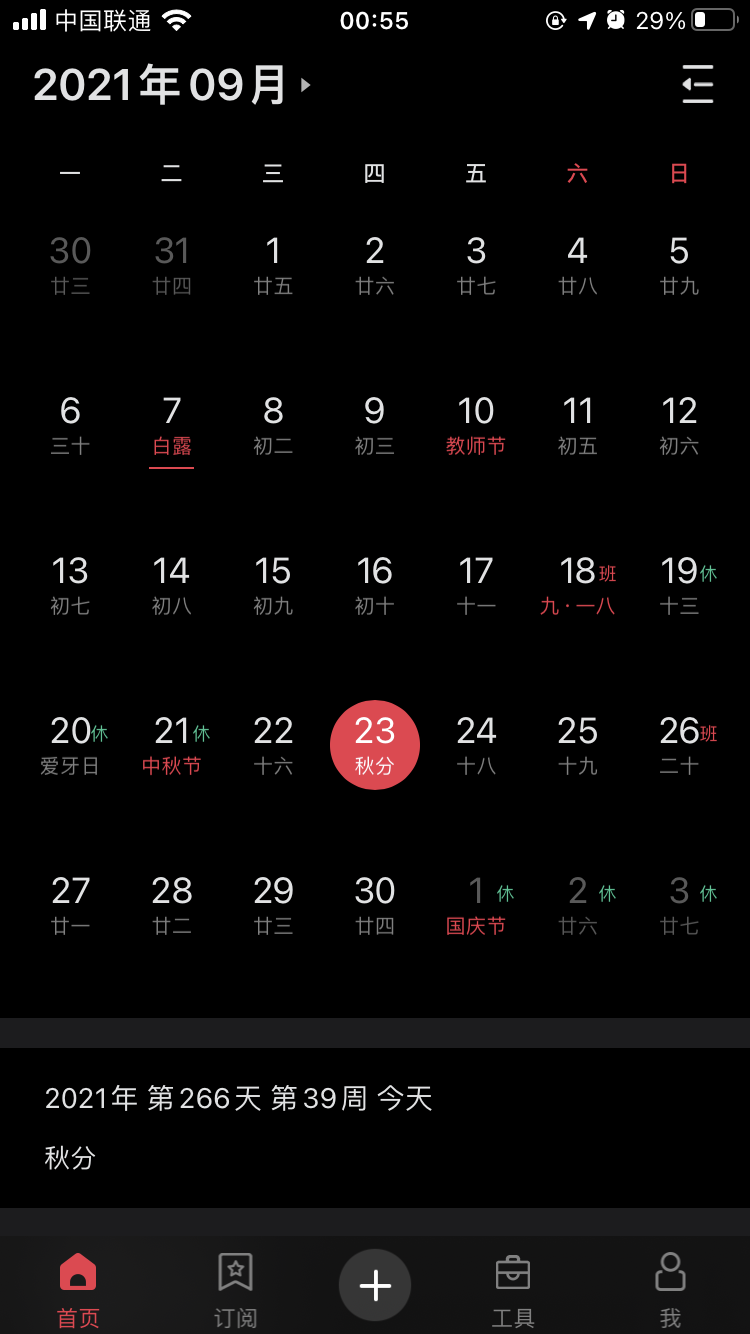 中国联通 00:55 29%
2021年09月
一 二 三 四 五 六 日
30 31 1 2 3 4 5
廿三 廿四 廿五 廿六 廿七 廿八 廿九
6 7 8 9 10 11 12
三十 白露 初二 初三 教师节 初五 初六
13 14 15 16 17 18班 19休
初七 初八 初九 初十 十一 九·一八 十三
20休 21休 22 23 24 25 26班
爱牙日 中秋节 十六 秋分 十八 十九 二十
27 28 29 30 1休 2休 3休
廿一 廿二 廿三 廿四 国庆节 廿六 廿七
2021年 第266天 第39周 今天
秋分
首页 订阅 工具 我